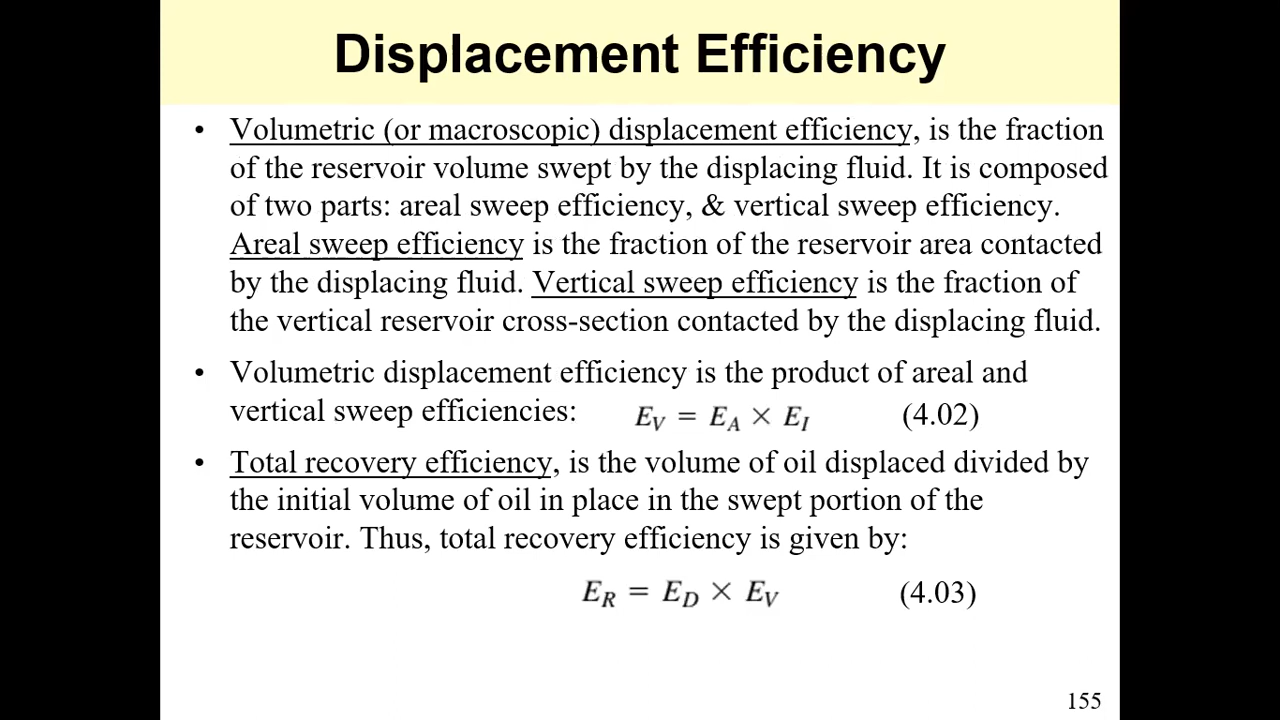 Displacement Efficiency
• Volumetric (or macroscopic) displacement efficiency, is the fraction
of the reservoir volume swept by the displacing fluid. It is composed
of two parts: areal sweep efficiency, & vertical sweep efficiency.
Areal sweep efficiency is the fraction of the reservoir area contacted
by the displacing fluid. Vertical sweep efficiency is the fraction of
the vertical reservoir cross-section contacted by the displacing fluid.
• Volumetric displacement efficiency is the product of areal and
vertical sweep efficiencies: E_V = E_A × E_I (4.02)
• Total recovery efficiency, is the volume of oil displaced divided by
the initial volume of oil in place in the swept portion of the
reservoir. Thus, total recovery efficiency is given by:
E_R = E_D × E_V (4.03)
155